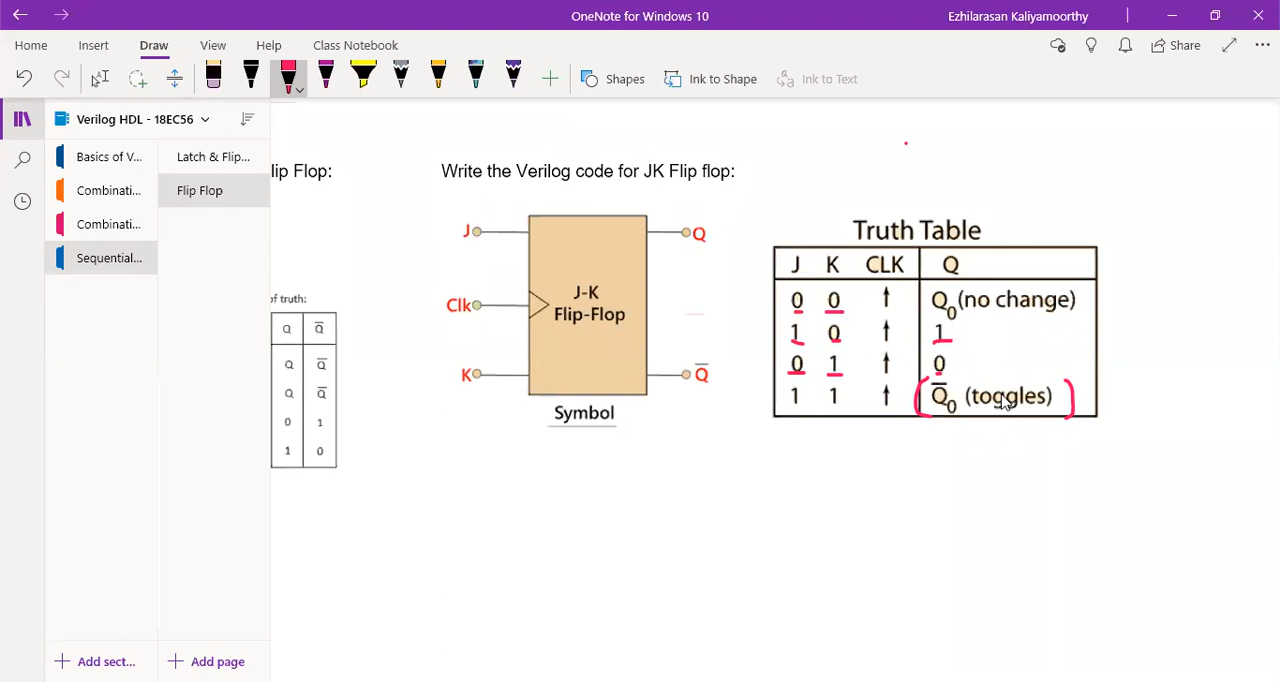 OneNote for Windows 10
Ezhilarasan Kaliyamoorthy
Home Insert Draw View Help Class Notebook
Share
Shapes Ink to Shape Ink to Text
Verilog HDL - 18EC56
Basics of V...
Combinati...
Combinati...
Sequential...
Latch & Flip...
Flip Flop
lip Flop:
of truth:
Q Q̅
Q Q̅
Q Q̅
0 1
1 0
Write the Verilog code for JK Flip flop:
J Q
Clk
J-K
Flip-Flop
K Q̅
Symbol
Truth Table
J K CLK Q
0 0 ↑ Q₀(no change)
1 0 ↑ 1
0 1 ↑ 0
1 1 ↑ Q̅₀ (toggles)
Add sect...
Add page